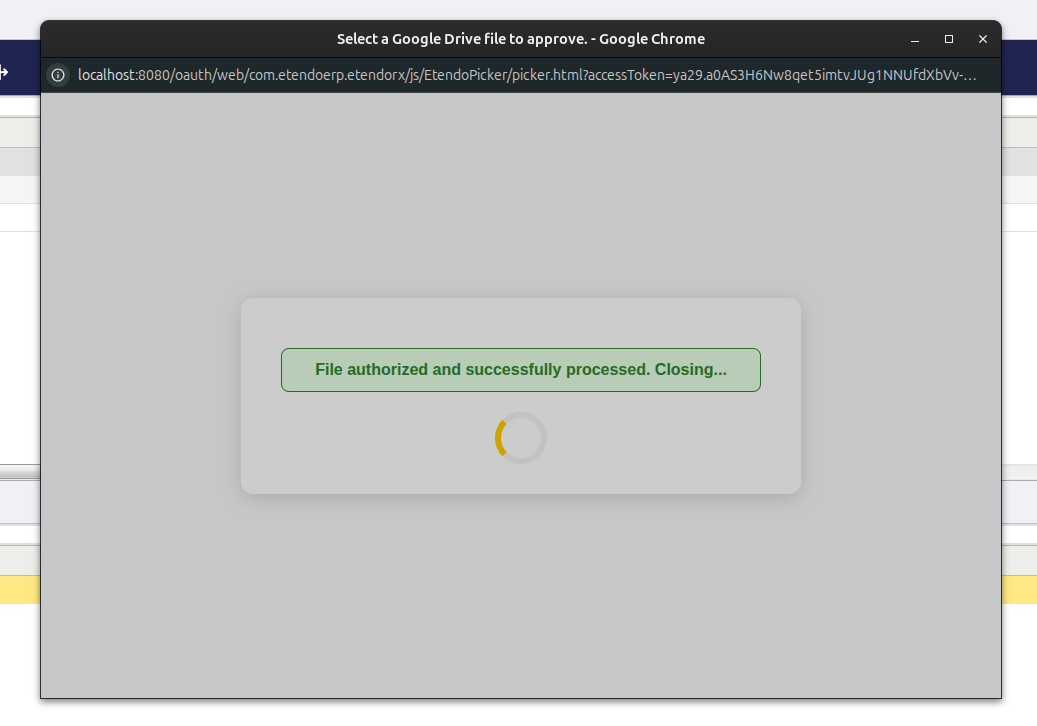 Select a Google Drive file to approve. - Google Chrome
localhost:8080/oauth/web/com.etendoerp.etendorx/js/EtendoPicker/picker.html?accessToken=ya29.a0AS3H6Nw8qet5imtvJUg1NNUfdXbVv-...
File authorized and successfully processed. Closing...